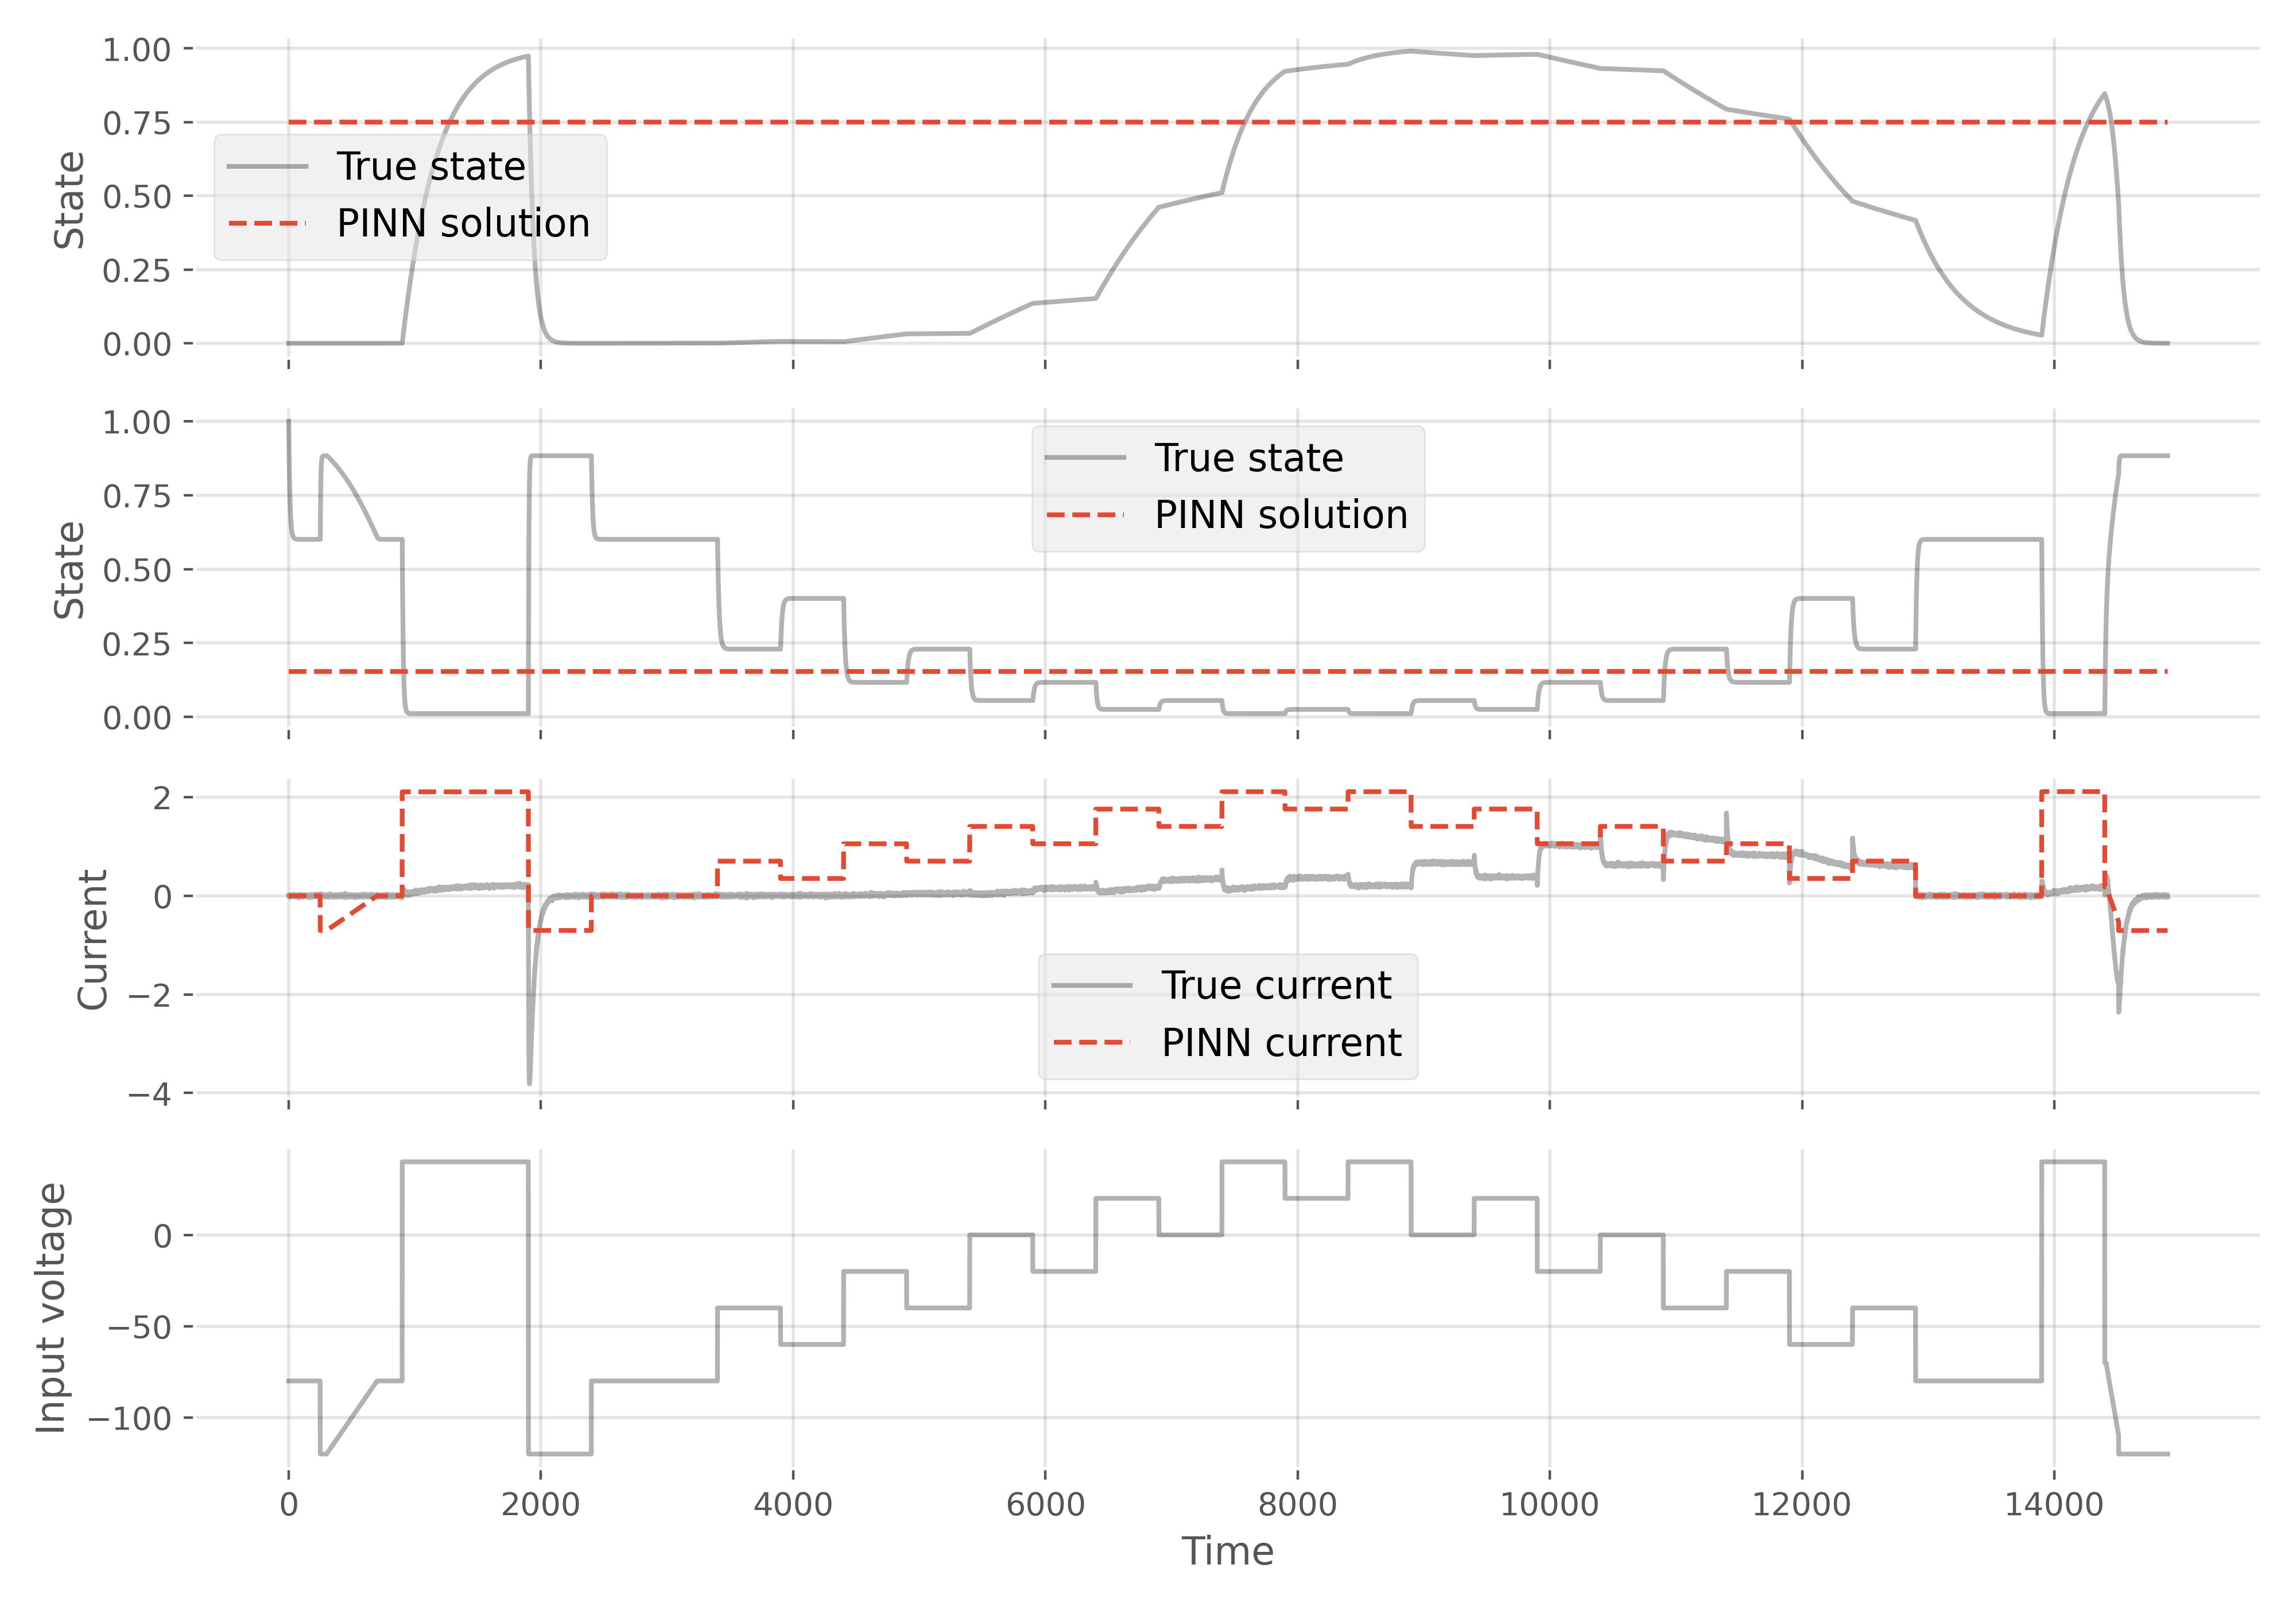 State
1.00
0.75
0.50
0.25
0.00
True state
PINN solution
State
1.00
0.75
0.50
0.25
0.00
True state
PINN solution
Current
2
0
−2
−4
True current
PINN current
Input voltage
0
−50
−100
0 2000 4000 6000 8000 10000 12000 14000
Time